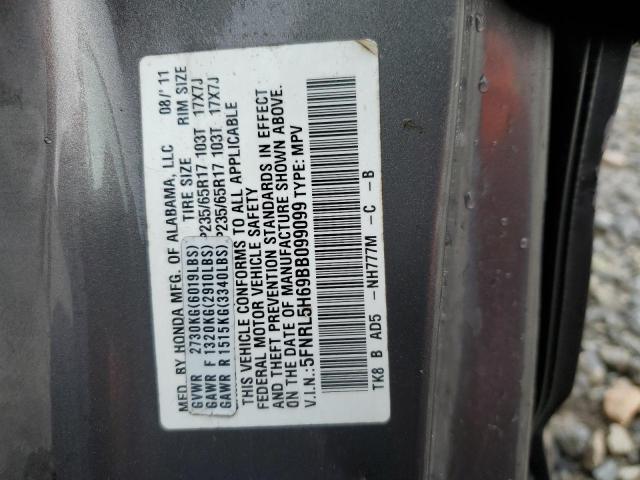 MFD. BY HONDA MFG. OF ALABAMA, LLC 08/'11
TIRE SIZE RIM SIZE
GVWR 2730KG(6018LBS)
GAWR F 1320KG(2910LBS) P235/65R17 103T 17X7J
GAWR R 1515KG(3340LBS) P235/65R17 103T 17X7J
THIS VEHICLE CONFORMS TO ALL APPLICABLE
FEDERAL MOTOR VEHICLE SAFETY
AND THEFT PREVENTION STANDARDS IN EFFECT
ON THE DATE OF MANUFACTURE SHOWN ABOVE.
V.I.N.:5FNRL5H69BB099099 TYPE: MPV
TK8 B AD5 -NH777M -C -B